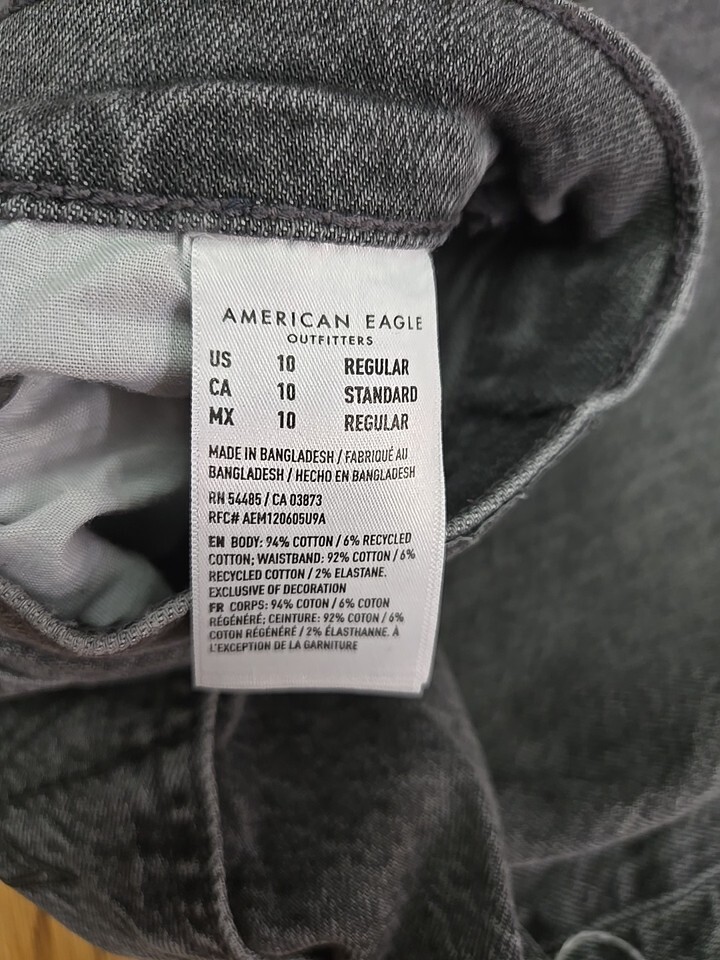 AMERICAN EAGLE
OUTFITTERS
US 10 REGULAR
CA 10 STANDARD
MX 10 REGULAR
MADE IN BANGLADESH / FABRIQUÉ AU
BANGLADESH / HECHO EN BANGLADESH
RN 54485 / CA 03873
RFC# AEM120605U9A
EN BODY: 94% COTTON / 6% RECYCLED
COTTON; WAISTBAND: 92% COTTON / 6%
RECYCLED COTTON / 2% ELASTANE.
EXCLUSIVE OF DECORATION
FR CORPS: 94% COTON / 6% COTON
RÉGÉNÉRÉ; CEINTURE: 92% COTON / 6%
COTON RÉGÉNÉRÉ / 2% ÉLASTHANNE. À
L'EXCEPTION DE LA GARNITURE